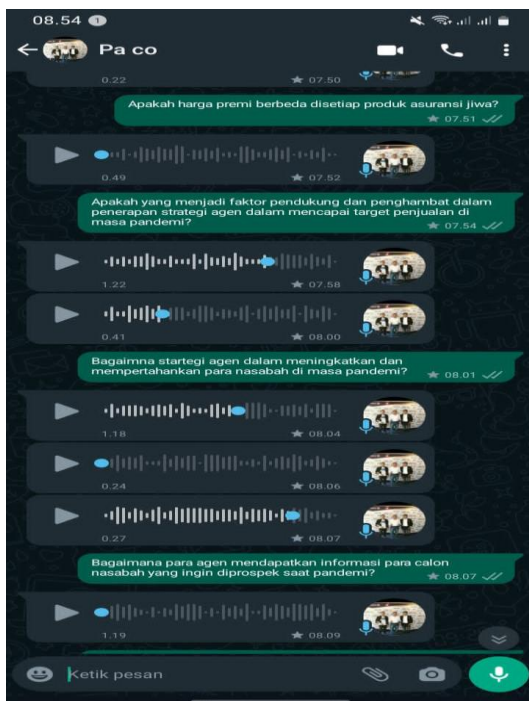 08.54 1
Pa co
0.22 07.50
Apakah harga premi berbeda disetiap produk asuransi jiwa?
07.51
0.49 07.52
Apakah yang menjadi faktor pendukung dan penghambat dalam
penerapan strategi agen dalam mencapai target penjualan di
masa pandemi?
07.54
1.22 07.58
0.41 08.00
Bagaimna startegi agen dalam meningkatkan dan
mempertahankan para nasabah di masa pandemi?
08.01
1.18 08.04
0.24 08.06
0.27 08.07
Bagaimana para agen mendapatkan informasi para calon
nasabah yang ingin diprospek saat pandemi?
08.07
1.19 08.09
Ketik pesan